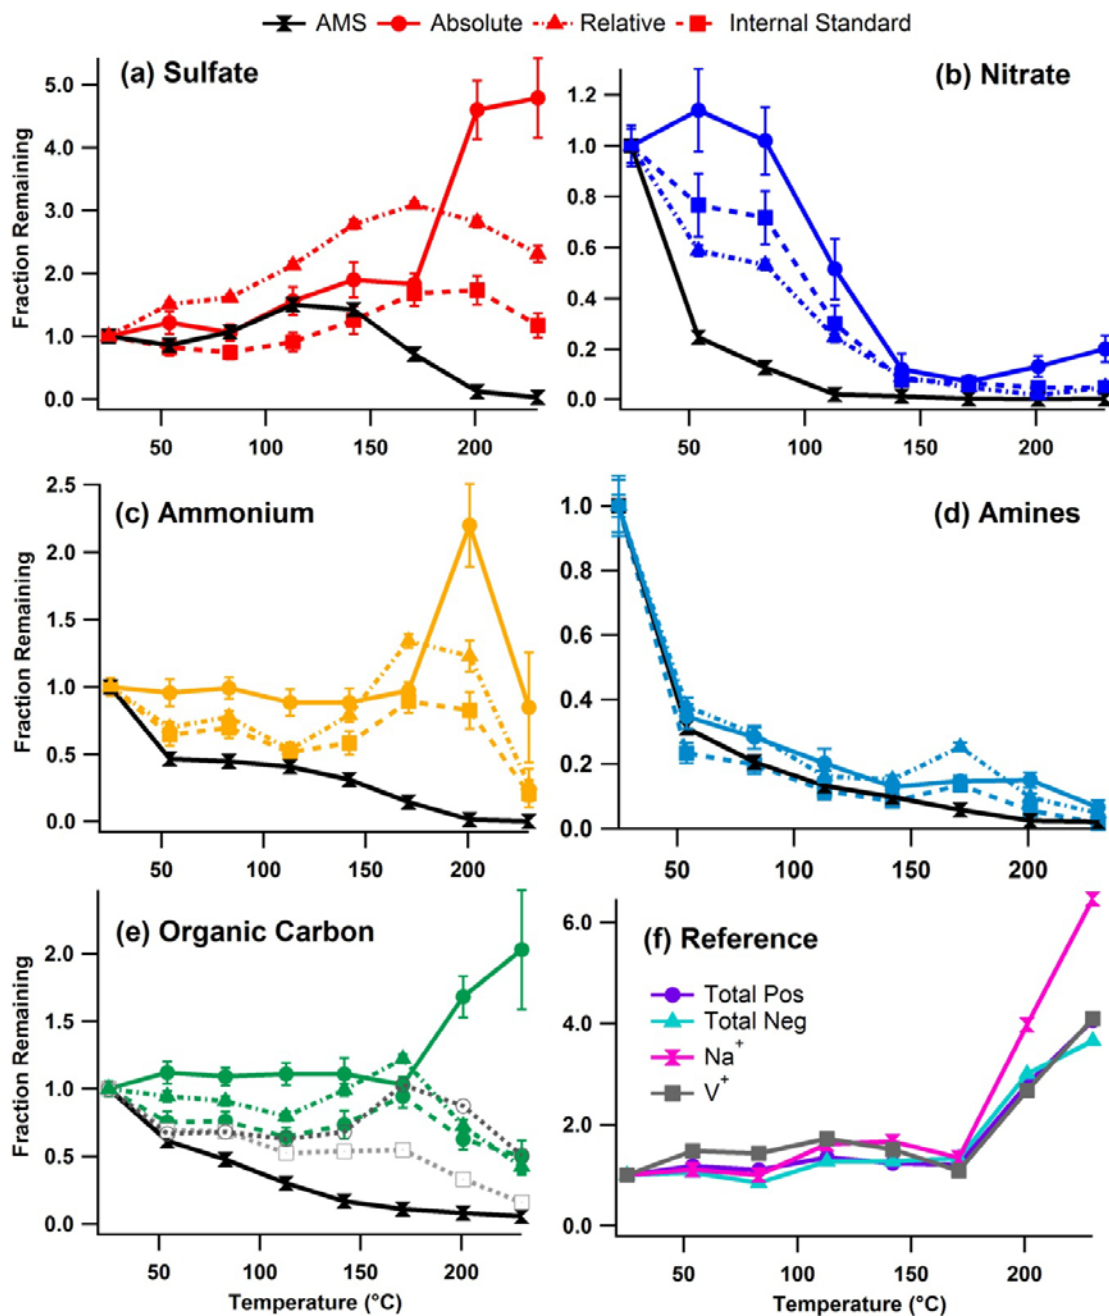 AMS Absolute Relative Internal Standard
(a) Sulfate
(b) Nitrate
Fraction Remaining
5.0
4.0
3.0
2.0
1.0
0.0
50 100 150 200
1.2
1.0
0.8
0.6
0.4
0.2
0
50 100 150 200
(c) Ammonium
(d) Amines
Fraction Remaining
2.5
2.0
1.5
1.0
0.5
0.0
50 100 150 200
1.0
0.8
0.6
0.4
0.2
0.0
50 100 150 200
(e) Organic Carbon
(f) Reference
Fraction Remaining
2.0
1.5
1.0
0.5
0.0
50 100 150 200
Temperature (°C)
6.0
4.0
2.0
0.0
Total Pos
Total Neg
Na+
V+
50 100 150 200
Temperature (°C)